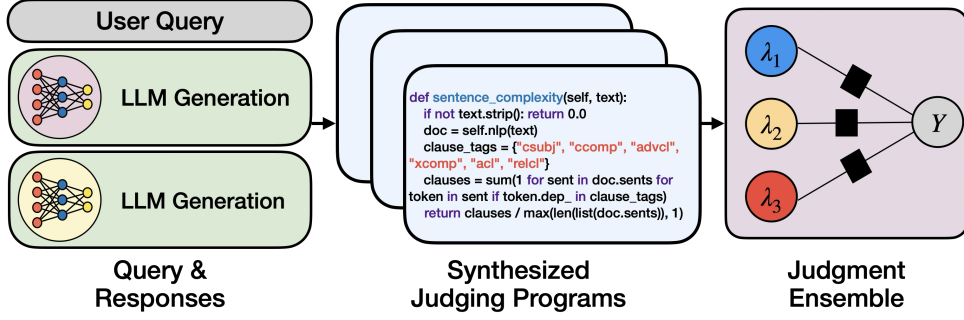 User Query
LLM Generation
LLM Generation
Query &
Responses
def sentence_complexity(self, text):
if not text.strip(): return 0.0
doc = self.nlp(text)
clause_tags = {"csubj", "ccomp", "advcl",
"xcomp", "acl", "relcl"}
clauses = sum(1 for sent in doc.sents for
token in sent if token.dep_ in clause_tags)
return clauses / max(len(list(doc.sents)), 1)
Synthesized
Judging Programs
λ1
λ2
λ3
Y
Judgment
Ensemble